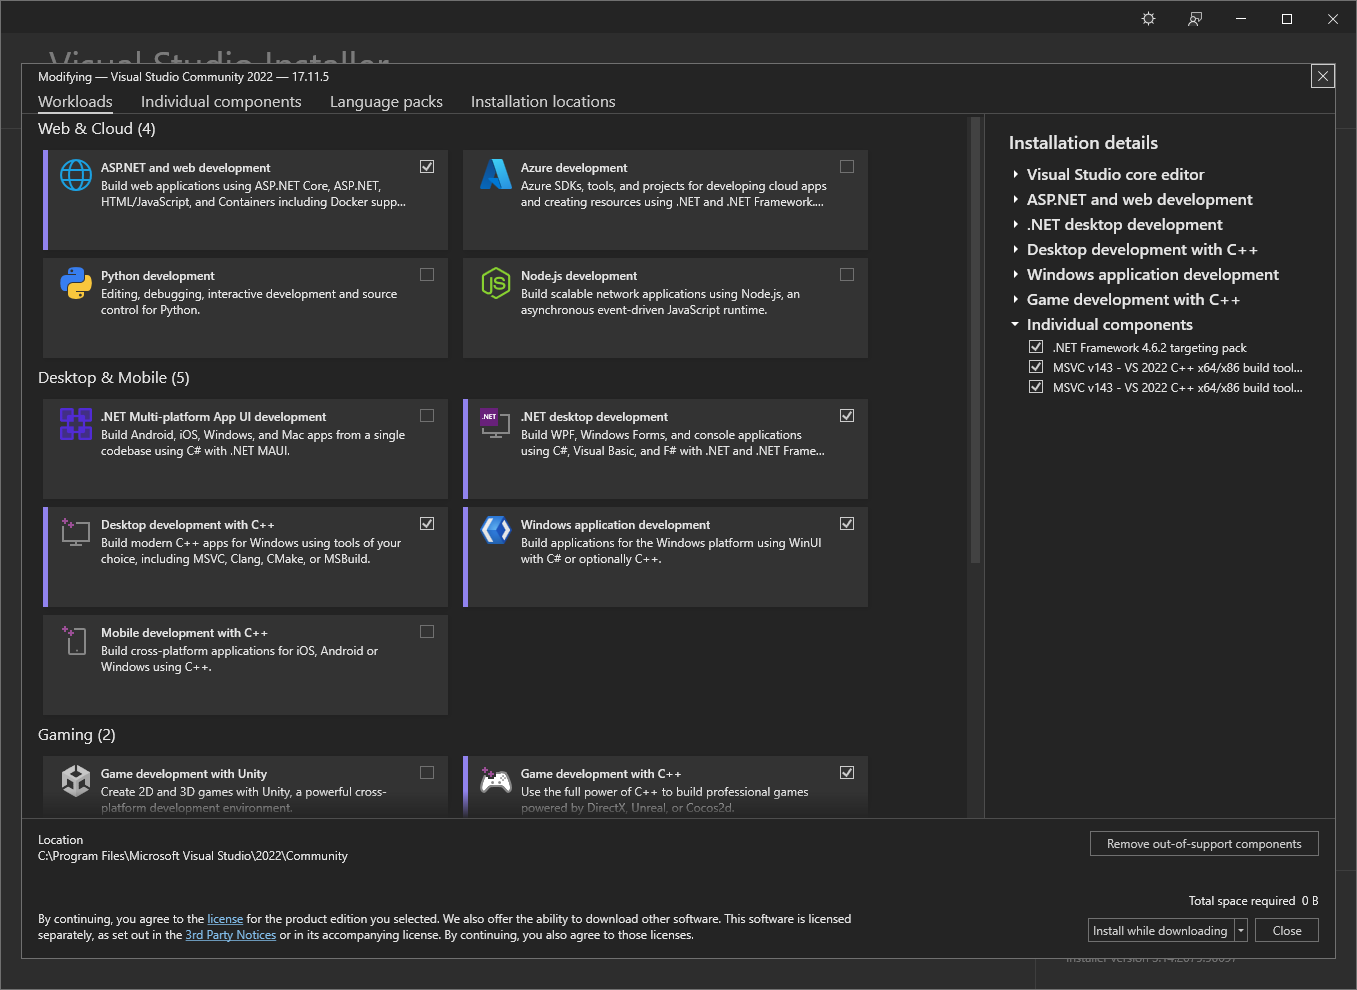 Visual Studio Installer
Modifying — Visual Studio Community 2022 — 17.11.5
Workloads
Individual components
Language packs
Installation locations
Web & Cloud (4)
ASP.NET and web development
Build web applications using ASP.NET Core, ASP.NET,
HTML/JavaScript, and Containers including Docker supp...
Azure development
Azure SDKs, tools, and projects for developing cloud apps
and creating resources using .NET and .NET Framework....
Python development
Editing, debugging, interactive development and source
control for Python.
Node.js development
Build scalable network applications using Node.js, an
asynchronous event-driven JavaScript runtime.
Desktop & Mobile (5)
.NET Multi-platform App UI development
Build Android, iOS, Windows, and Mac apps from a single
codebase using C# with .NET MAUI.
.NET
.NET desktop development
Build WPF, Windows Forms, and console applications
using C#, Visual Basic, and F# with .NET and .NET Frame...
Desktop development with C++
Build modern C++ apps for Windows using tools of your
choice, including MSVC, Clang, CMake, or MSBuild.
Windows application development
Build applications for the Windows platform using WinUI
with C# or optionally C++.
Mobile development with C++
Build cross-platform applications for iOS, Android or
Windows using C++.
Gaming (2)
Game development with Unity
Create 2D and 3D games with Unity, a powerful cross-
platform development environment.
Game development with C++
Use the full power of C++ to build professional games
powered by DirectX, Unreal, or Cocos2d.
Installation details
Visual Studio core editor
ASP.NET and web development
.NET desktop development
Desktop development with C++
Windows application development
Game development with C++
Individual components
.NET Framework 4.6.2 targeting pack
MSVC v143 - VS 2022 C++ x64/x86 build tool...
MSVC v143 - VS 2022 C++ x64/x86 build tool...
Location
C:\Program Files\Microsoft Visual Studio\2022\Community
Remove out-of-support components
Total space required 0 B
By continuing, you agree to the license for the product edition you selected. We also offer the ability to download other software. This software is licensed
separately, as set out in the 3rd Party Notices or in its accompanying license. By continuing, you also agree to those licenses.
Install while downloading
Close